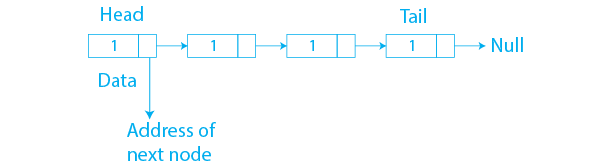 Head
Tail
1 1 1 1 Null
Data
Address of
next node